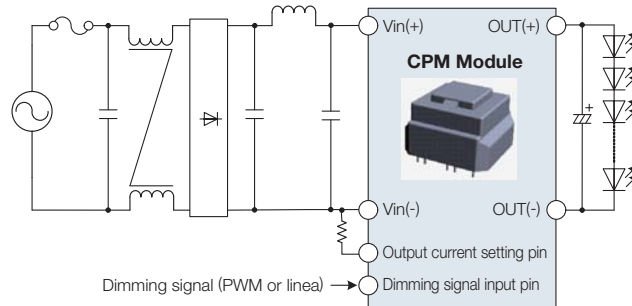 Vin(+) OUT(+)
CPM Module
+
Vin(-) OUT(-)
Output current setting pin
Dimming signal (PWM or linea) Dimming signal input pin